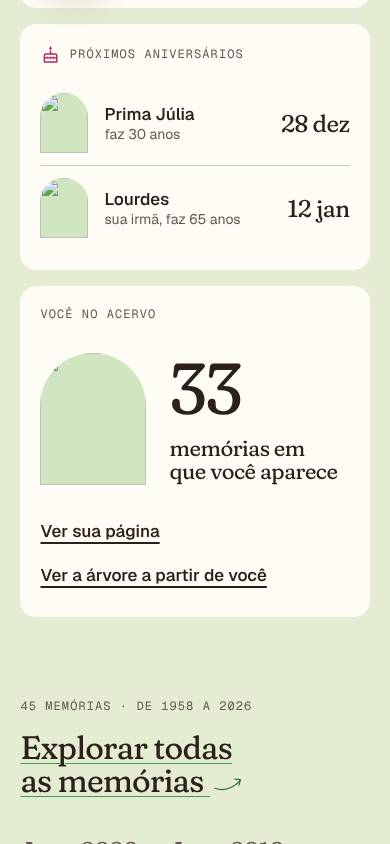 PRÓXIMOS ANIVERSÁRIOS
Prima Júlia
faz 30 anos
28 dez
Lourdes
sua irmã, faz 65 anos
12 jan
VOCÊ NO ACERVO
33
memórias em
que você aparece
Ver sua página
Ver a árvore a partir de você
45 MEMÓRIAS · DE 1958 A 2026
Explorar todas
as memórias